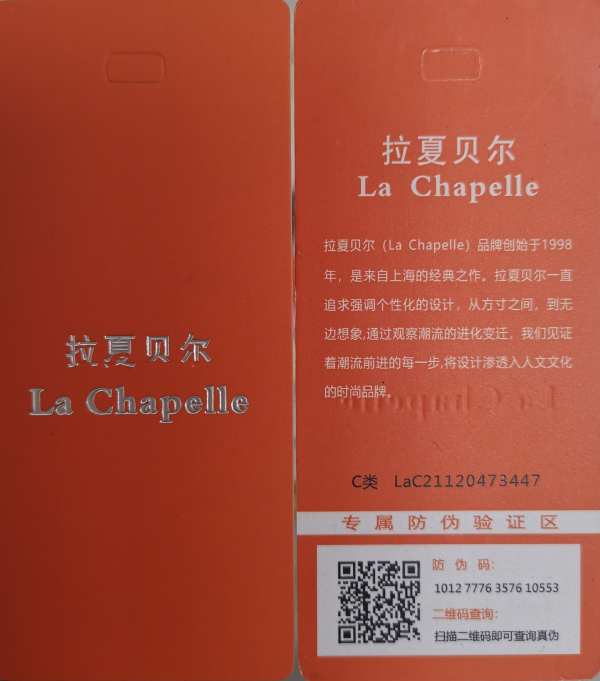 拉夏贝尔
La Chapelle
拉夏贝尔
La Chapelle
拉夏贝尔（La Chapelle）品牌创始于1998
年，是来自上海的经典之作。拉夏贝尔一直
追求强调个性化的设计，从方寸之间，到无
边想象,通过观察潮流的进化变迁，我们见证
着潮流前进的每一步,将设计渗透入人文文化
的时尚品牌。
C类 LaC21120473447
专属防伪验证区
防伪码：
1012 7776 3576 10553
二维码查询：
扫描二维码即可查询真伪